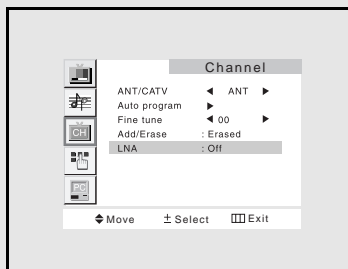 Channel
ANT/CATV ◀ ANT ▶
Auto program ▶
Fine tune ◀ 00 ▶
Add/Erase : Erased
LNA : Off
CH
PC
Move ± Select Exit